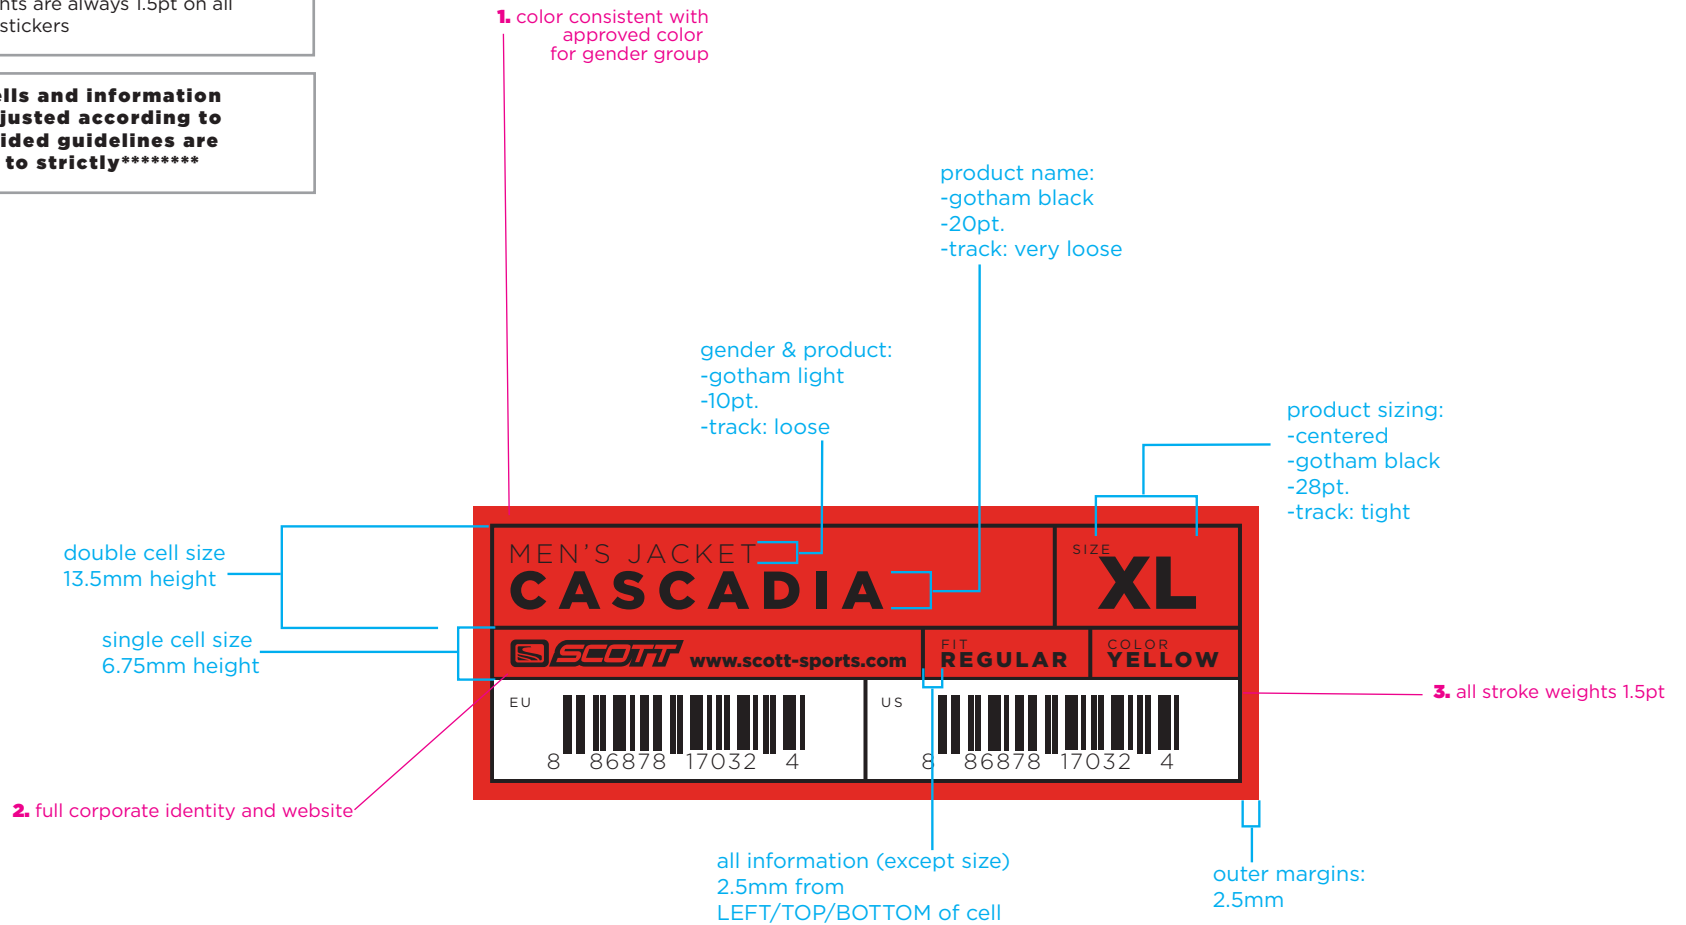 nts are always 1.5pt on all
stickers
ells and information
justed according to
ided guidelines are
to strictly********
1. color consistent with
approved color
for gender group
product name:
-gotham black
-20pt.
-track: very loose
gender & product:
-gotham light
-10pt.
-track: loose
product sizing:
-centered
-gotham black
-28pt.
-track: tight
double cell size
13.5mm height
single cell size
6.75mm height
MEN'S JACKET
CASCADIA
SIZE
XL
SCOTT www.scott-sports.com
FIT
REGULAR
COLOR
YELLOW
EU
8 86878 17032 4
US
8 86878 17032 4
3. all stroke weights 1.5pt
2. full corporate identity and website
all information (except size)
2.5mm from
LEFT/TOP/BOTTOM of cell
outer margins:
2.5mm